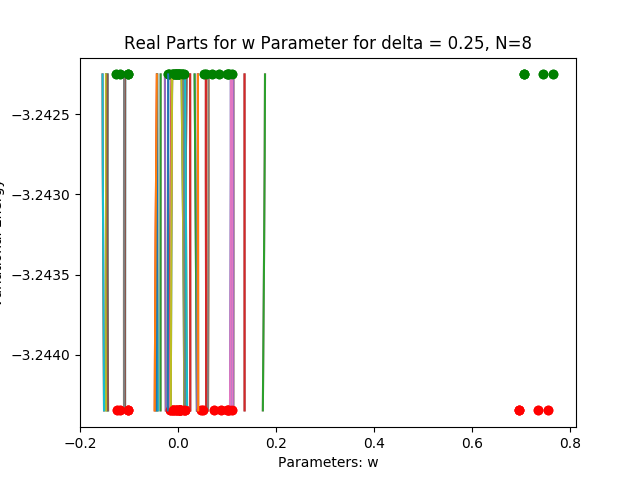 Real Parts for w Parameter for delta = 0.25, N=8
−3.2425
−3.2430
−3.2435
−3.2440
−0.2 0.0 0.2 0.4 0.6 0.8
Parameters: w